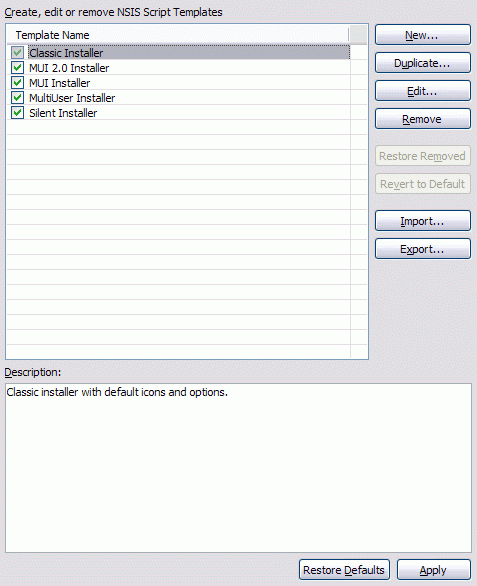 Create, edit or remove NSIS Script Templates
Template Name
Classic Installer
MUI 2.0 Installer
MUI Installer
MultiUser Installer
Silent Installer
New...
Duplicate...
Edit...
Remove
Restore Removed
Revert to Default
Import...
Export...
Description:
Classic installer with default icons and options.
Restore Defaults
Apply